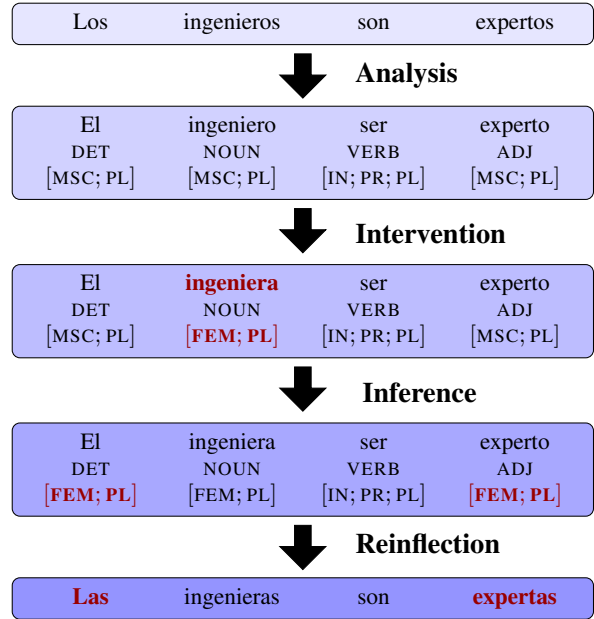 Los ingenieros son expertos
Analysis
El ingeniero ser experto
DET NOUN VERB ADJ
[MSC; PL] [MSC; PL] [IN; PR; PL] [MSC; PL]
Intervention
El ingeniera ser experto
DET NOUN VERB ADJ
[MSC; PL] [FEM; PL] [IN; PR; PL] [MSC; PL]
Inference
El ingeniera ser experto
DET NOUN VERB ADJ
[FEM; PL] [FEM; PL] [IN; PR; PL] [FEM; PL]
Reinflection
Las ingenieras son expertas